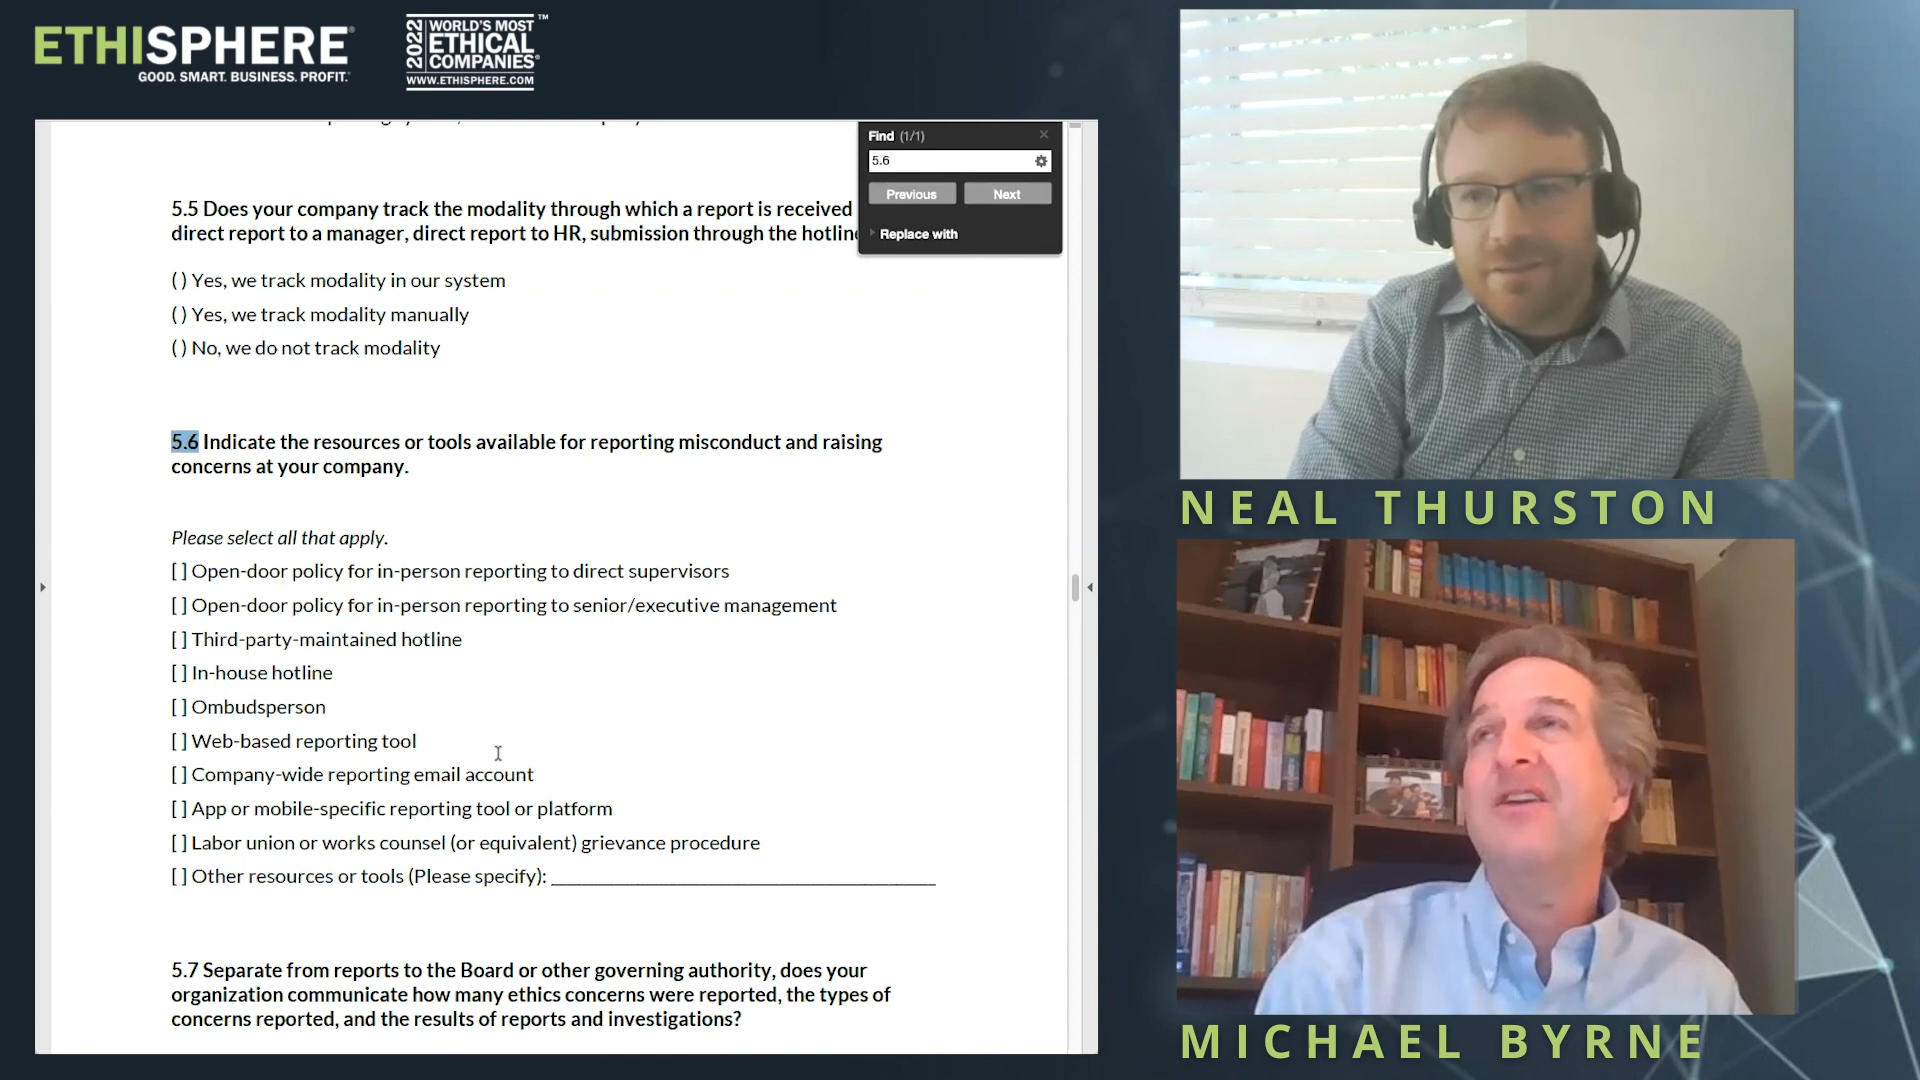 ETHISPHERE®
GOOD. SMART. BUSINESS. PROFIT.®
2022 WORLD'S MOST ETHICAL COMPANIES®™
WWW.ETHISPHERE.COM
Find (1/1)
5.6
Previous Next
Replace with
5.5 Does your company track the modality through which a report is received
direct report to a manager, direct report to HR, submission through the hotline
( ) Yes, we track modality in our system
( ) Yes, we track modality manually
( ) No, we do not track modality
5.6 Indicate the resources or tools available for reporting misconduct and raising
concerns at your company.
Please select all that apply.
[ ] Open-door policy for in-person reporting to direct supervisors
[ ] Open-door policy for in-person reporting to senior/executive management
[ ] Third-party-maintained hotline
[ ] In-house hotline
[ ] Ombudsperson
[ ] Web-based reporting tool
[ ] Company-wide reporting email account
[ ] App or mobile-specific reporting tool or platform
[ ] Labor union or works counsel (or equivalent) grievance procedure
[ ] Other resources or tools (Please specify): ________________________
5.7 Separate from reports to the Board or other governing authority, does your
organization communicate how many ethics concerns were reported, the types of
concerns reported, and the results of reports and investigations?
NEAL THURSTON
MICHAEL BYRNE